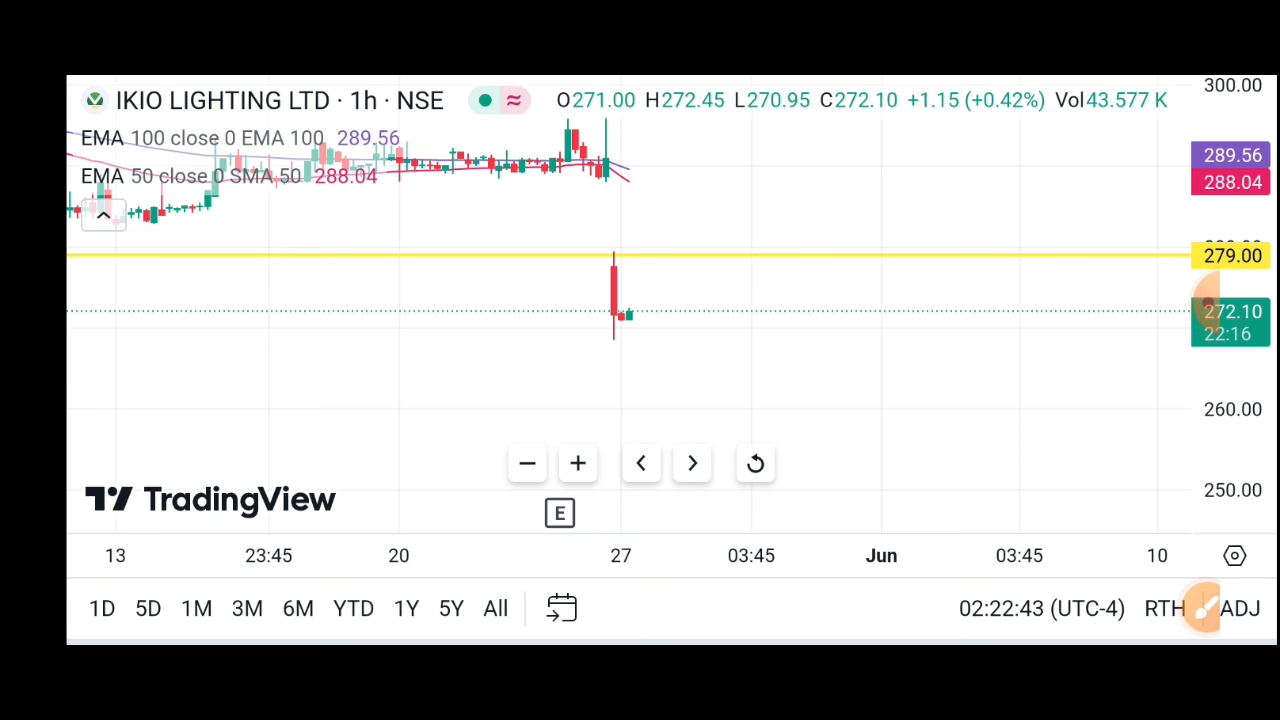 300.00
IKIO LIGHTING LTD · 1h · NSE ≈ O271.00 H272.45 L270.95 C272.10 +1.15 (+0.42%) Vol43.577 K
EMA 100 close 0 EMA 100 289.56
289.56
EMA 50 close 0 SMA 50 288.04
288.04
279.00
272.10
22:16
260.00
250.00
TradingView
E
13 23:45 20 27 03:45 Jun 03:45 10
1D 5D 1M 3M 6M YTD 1Y 5Y All 02:22:43 (UTC-4) RTH ADJ